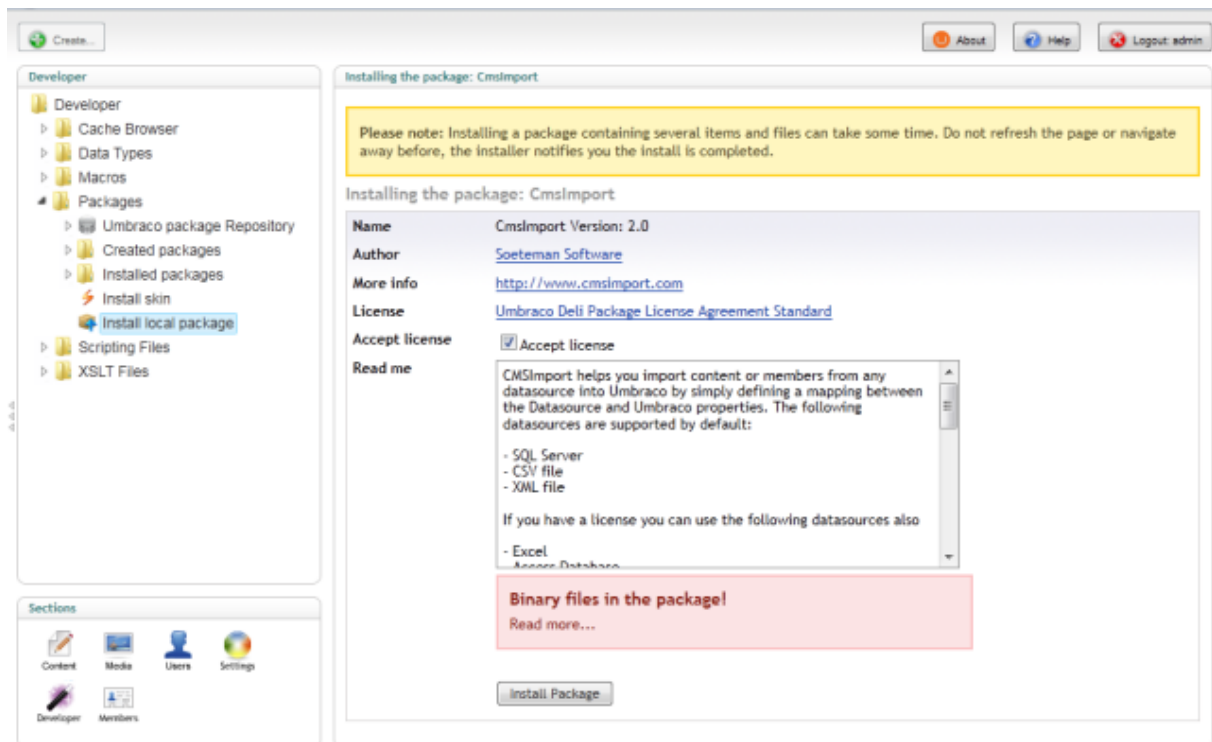 Create...
About
Help
Logout: admin
Developer
Developer
Cache Browser
Data Types
Macros
Packages
Umbraco package Repository
Created packages
Installed packages
Install skin
Install local package
Scripting Files
XSLT Files
Sections
Content
Media
Users
Settings
Developer
Members
Installing the package: CmsImport
Please note: Installing a package containing several items and files can take some time. Do not refresh the page or navigate
away before, the installer notifies you the install is completed.
Installing the package: CmsImport
Name CmsImport Version: 2.0
Author Soeteman Software
More info http://www.cmsimport.com
License Umbraco Deli Package License Agreement Standard
Accept license Accept license
Read me
CMSImport helps you import content or members from any
datasource into Umbraco by simply defining a mapping between
the Datasource and Umbraco properties. The following
datasources are supported by default:
- SQL Server
- CSV file
- XML file
If you have a license you can use the following datasources also
- Excel
- Access Database
Binary files in the package!
Read more...
Install Package